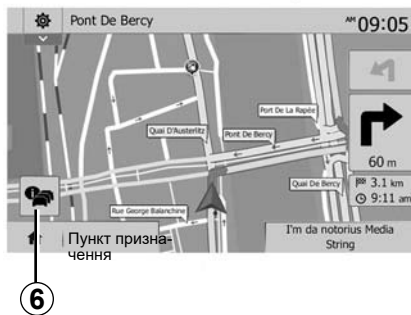 Pont De Bercy
AM 09:05
Port De La Rapée
Quai D'Austerlitz
Pont De Bercy
60 m
Quai De Bercy
3.1 km
9:11 am
Rue George Balanchine
Пункт призна-
чення
I'm da notorius Media
String
6